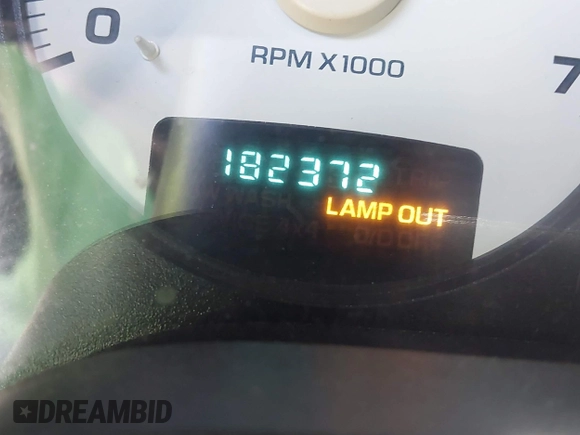 0
7
RPM X1000
182372
LAMP OUT
DREAMBID